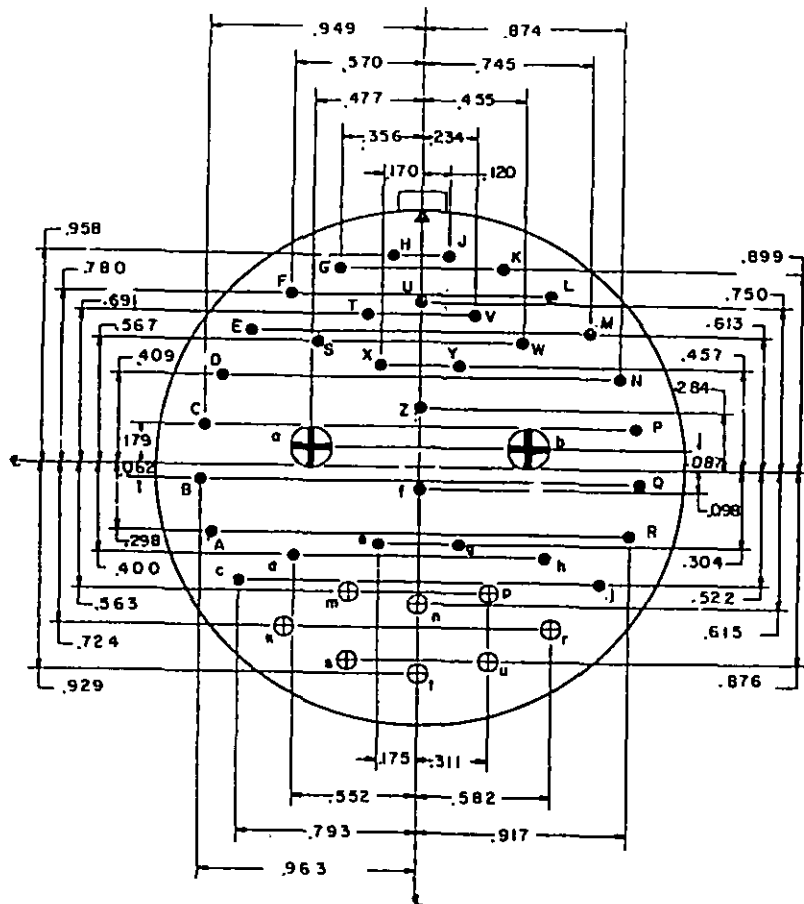 .949 .874
.570 .745
.477 .455
.356 .234
.170 .120
.958
H J
G K
.899
.780
F U L
.750
.691
T V
E M
.613
.567
S W
.409
X Y
.457
D N
.284
Z
C P
.179
a b
.062
.087
B f Q
.098
A R
.298
g
.304
.400
d h
c j
.563
m p
.522
n
.615
.724
r
s u
t
.929
.876
.175 .311
.552 .582
.793 .917
.963